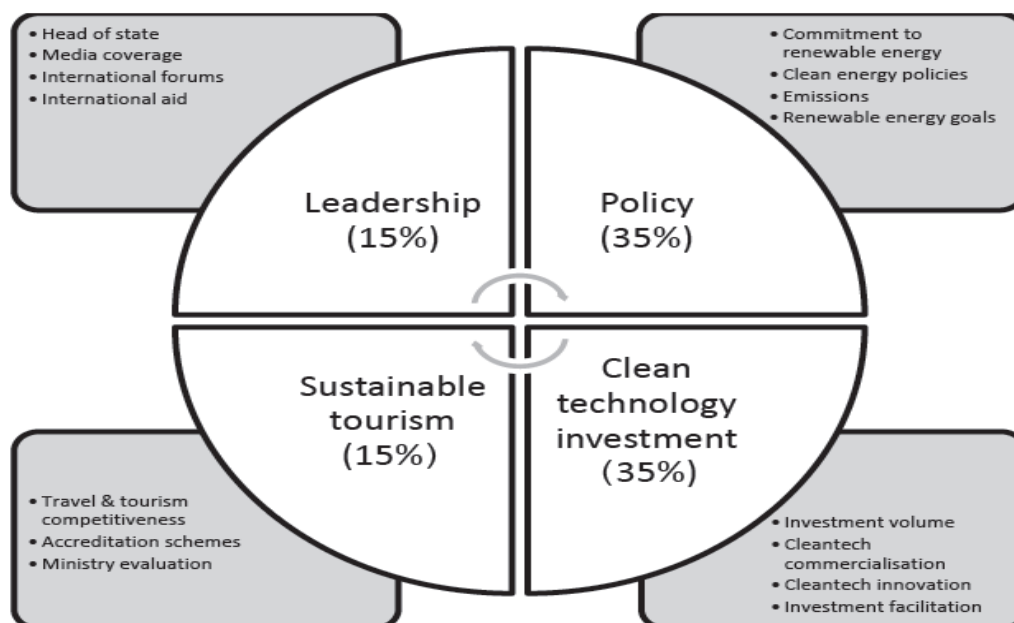 • Head of state
• Media coverage
• International forums
• International aid
• Commitment to
renewable energy
• Clean energy policies
• Emissions
• Renewable energy goals
Leadership
(15%)
Policy
(35%)
Sustainable
tourism
(15%)
Clean
technology
investment
(35%)
• Travel & tourism
competitiveness
• Accreditation schemes
• Ministry evaluation
• Investment volume
• Cleantech
commercialisation
• Cleantech innovation
• Investment facilitation